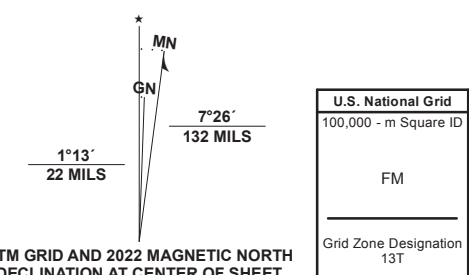 ★
MN
GN
7°26´
132 MILS
1°13´
22 MILS
TM GRID AND 2022 MAGNETIC NORTH
DECLINATION AT CENTER OF SHEET
U.S. National Grid
100,000 - m Square ID
FM
Grid Zone Designation
13T